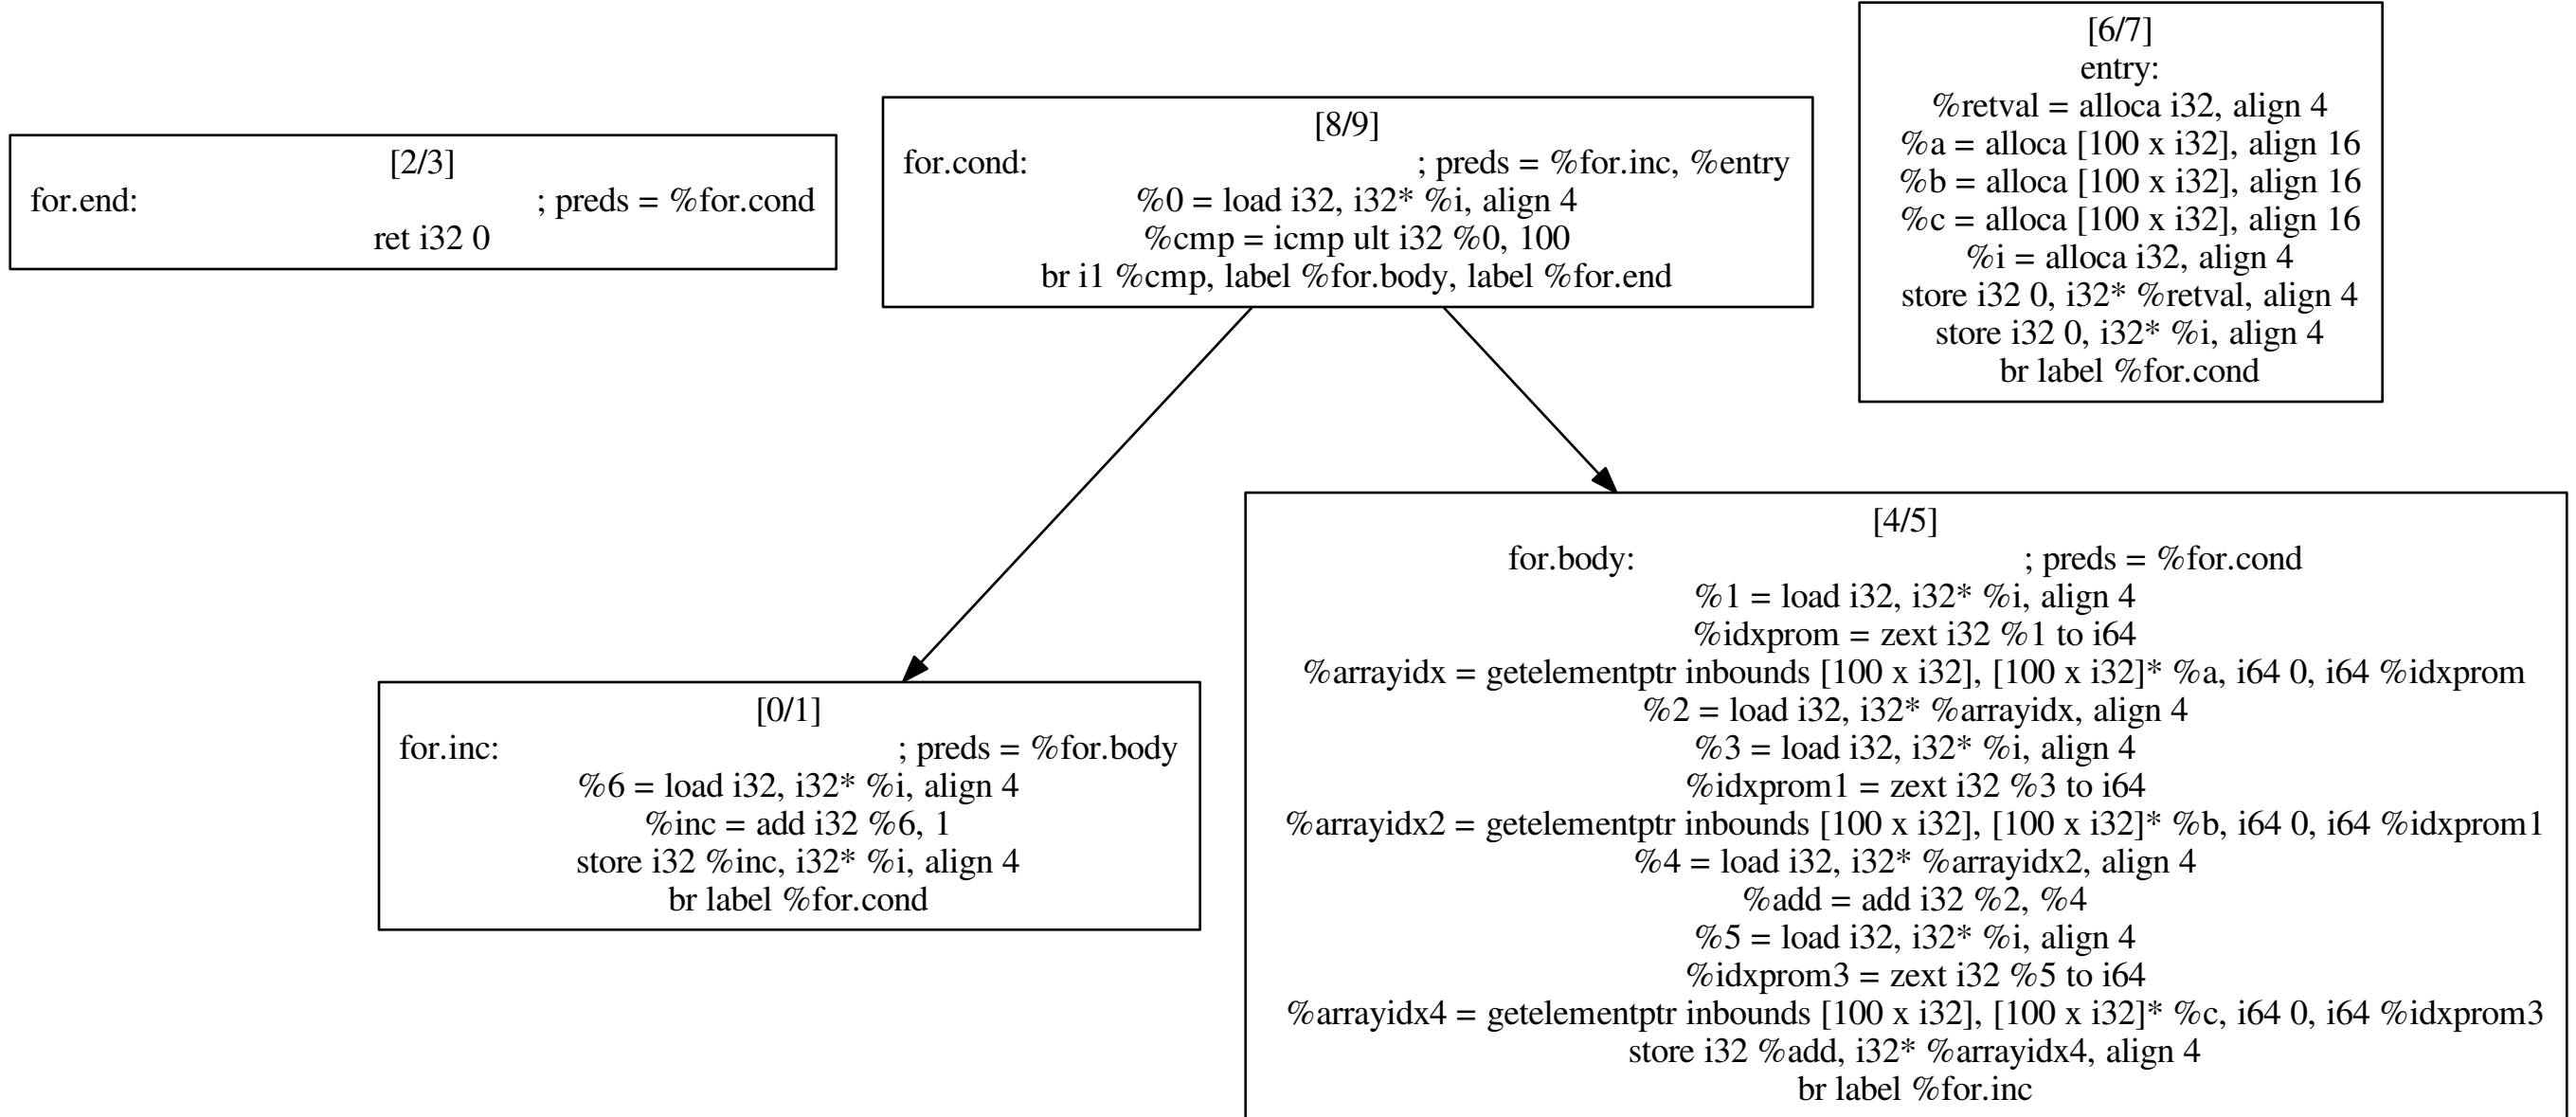 [2/3]
for.end: ; preds = %for.cond
ret i32 0
[8/9]
for.cond: ; preds = %for.inc, %entry
%0 = load i32, i32* %i, align 4
%cmp = icmp ult i32 %0, 100
br i1 %cmp, label %for.body, label %for.end
[6/7]
entry:
%retval = alloca i32, align 4
%a = alloca [100 x i32], align 16
%b = alloca [100 x i32], align 16
%c = alloca [100 x i32], align 16
%i = alloca i32, align 4
store i32 0, i32* %retval, align 4
store i32 0, i32* %i, align 4
br label %for.cond
[0/1]
for.inc: ; preds = %for.body
%6 = load i32, i32* %i, align 4
%inc = add i32 %6, 1
store i32 %inc, i32* %i, align 4
br label %for.cond
[4/5]
for.body: ; preds = %for.cond
%1 = load i32, i32* %i, align 4
%idxprom = zext i32 %1 to i64
%arrayidx = getelementptr inbounds [100 x i32], [100 x i32]* %a, i64 0, i64 %idxprom
%2 = load i32, i32* %arrayidx, align 4
%3 = load i32, i32* %i, align 4
%idxprom1 = zext i32 %3 to i64
%arrayidx2 = getelementptr inbounds [100 x i32], [100 x i32]* %b, i64 0, i64 %idxprom1
%4 = load i32, i32* %arrayidx2, align 4
%add = add i32 %2, %4
%5 = load i32, i32* %i, align 4
%idxprom3 = zext i32 %5 to i64
%arrayidx4 = getelementptr inbounds [100 x i32], [100 x i32]* %c, i64 0, i64 %idxprom3
store i32 %add, i32* %arrayidx4, align 4
br label %for.inc